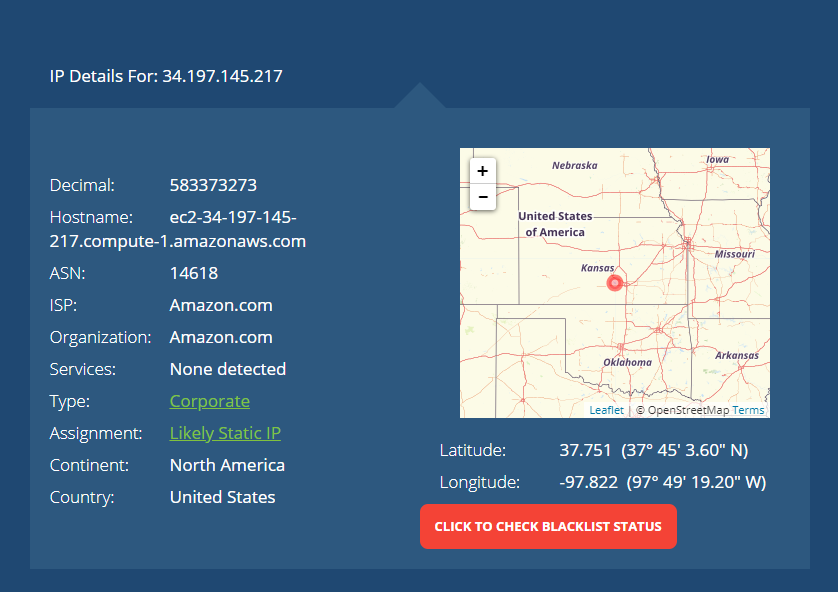 IP Details For: 34.197.145.217
Decimal: 583373273
Hostname: ec2-34-197-145-
217.compute-1.amazonaws.com
ASN: 14618
ISP: Amazon.com
Organization: Amazon.com
Services: None detected
Type: Corporate
Assignment: Likely Static IP
Continent: North America
Country: United States
+
−
Nebraska
Iowa
United States
of America
Missouri
Kansas
Oklahoma
Arkansas
Leaflet | © OpenStreetMap Terms
Latitude: 37.751 (37° 45' 3.60" N)
Longitude: -97.822 (97° 49' 19.20" W)
CLICK TO CHECK BLACKLIST STATUS